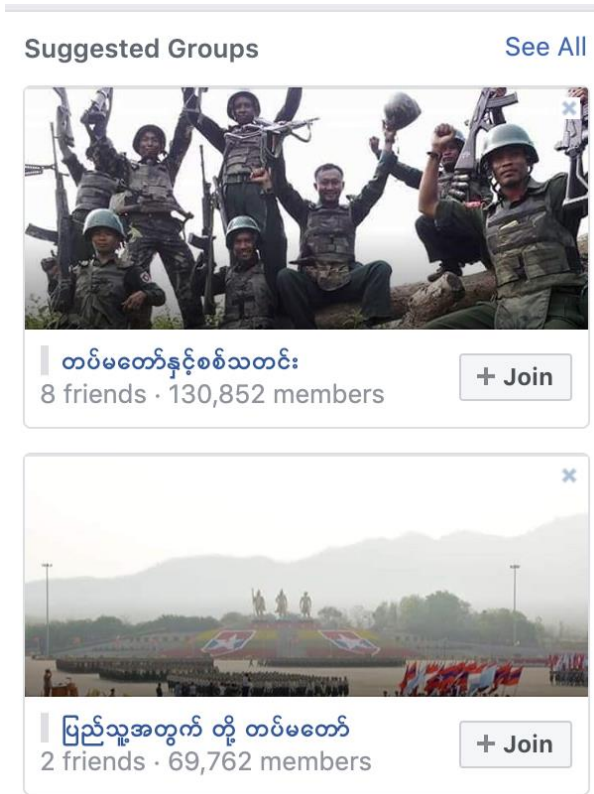 Suggested Groups
See All
တပ်မတော်နှင့်စစ်သတင်း
8 friends · 130,852 members
+ Join
ပြည်သူ့အတွက် တို့ တပ်မတော်
2 friends · 69,762 members
+ Join